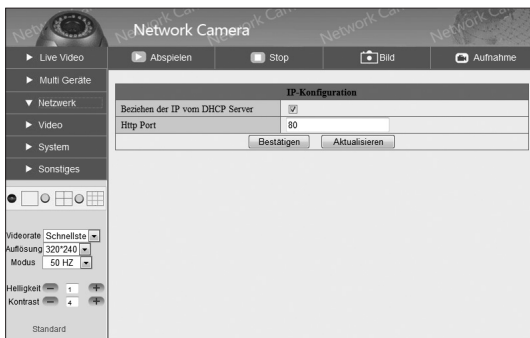 Network Camera
Live Video
Abspielen
Stop
Bild
Aufnahme
Multi Geräte
Netzwerk
Video
System
Sonstiges
IP-Konfiguration
Beziehen der IP vom DHCP Server
Http Port 80
Bestätigen Aktualisieren
Videorate Schnellste
Auflösung 320*240
Modus 50 HZ
Helligkeit 1
Kontrast 4
Standard